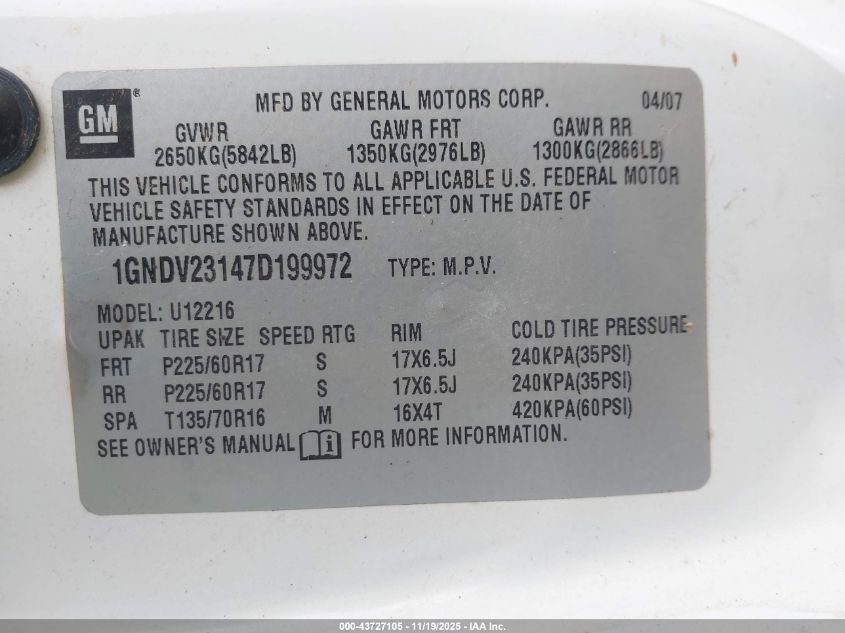 GM ® MFD BY GENERAL MOTORS CORP. 04/07
GVWR GAWR FRT GAWR RR
2650KG(5842LB) 1350KG(2976LB) 1300KG(2866LB)
THIS VEHICLE CONFORMS TO ALL APPLICABLE U.S. FEDERAL MOTOR
VEHICLE SAFETY STANDARDS IN EFFECT ON THE DATE OF
MANUFACTURE SHOWN ABOVE.
1GNDV23147D199972 TYPE: M.P.V.
MODEL: U12216
UPAK TIRE SIZE SPEED RTG RIM COLD TIRE PRESSURE
FRT P225/60R17 S 17X6.5J 240KPA(35PSI)
RR P225/60R17 S 17X6.5J 240KPA(35PSI)
SPA T135/70R16 M 16X4T 420KPA(60PSI)
SEE OWNER'S MANUAL i FOR MORE INFORMATION.
000-43727105 - 11/19/2025 - IAA Inc.